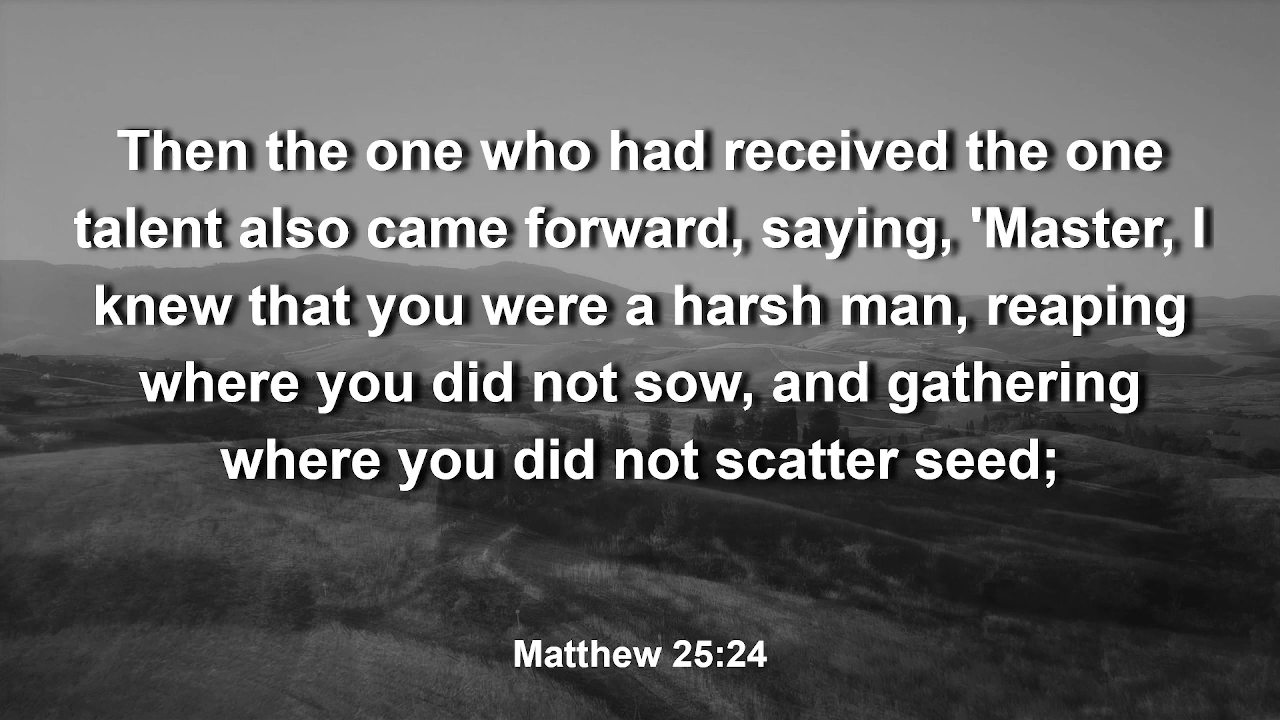 Then the one who had received the one
talent also came forward, saying, 'Master, I
knew that you were a harsh man, reaping
where you did not sow, and gathering
where you did not scatter seed;
Matthew 25:24